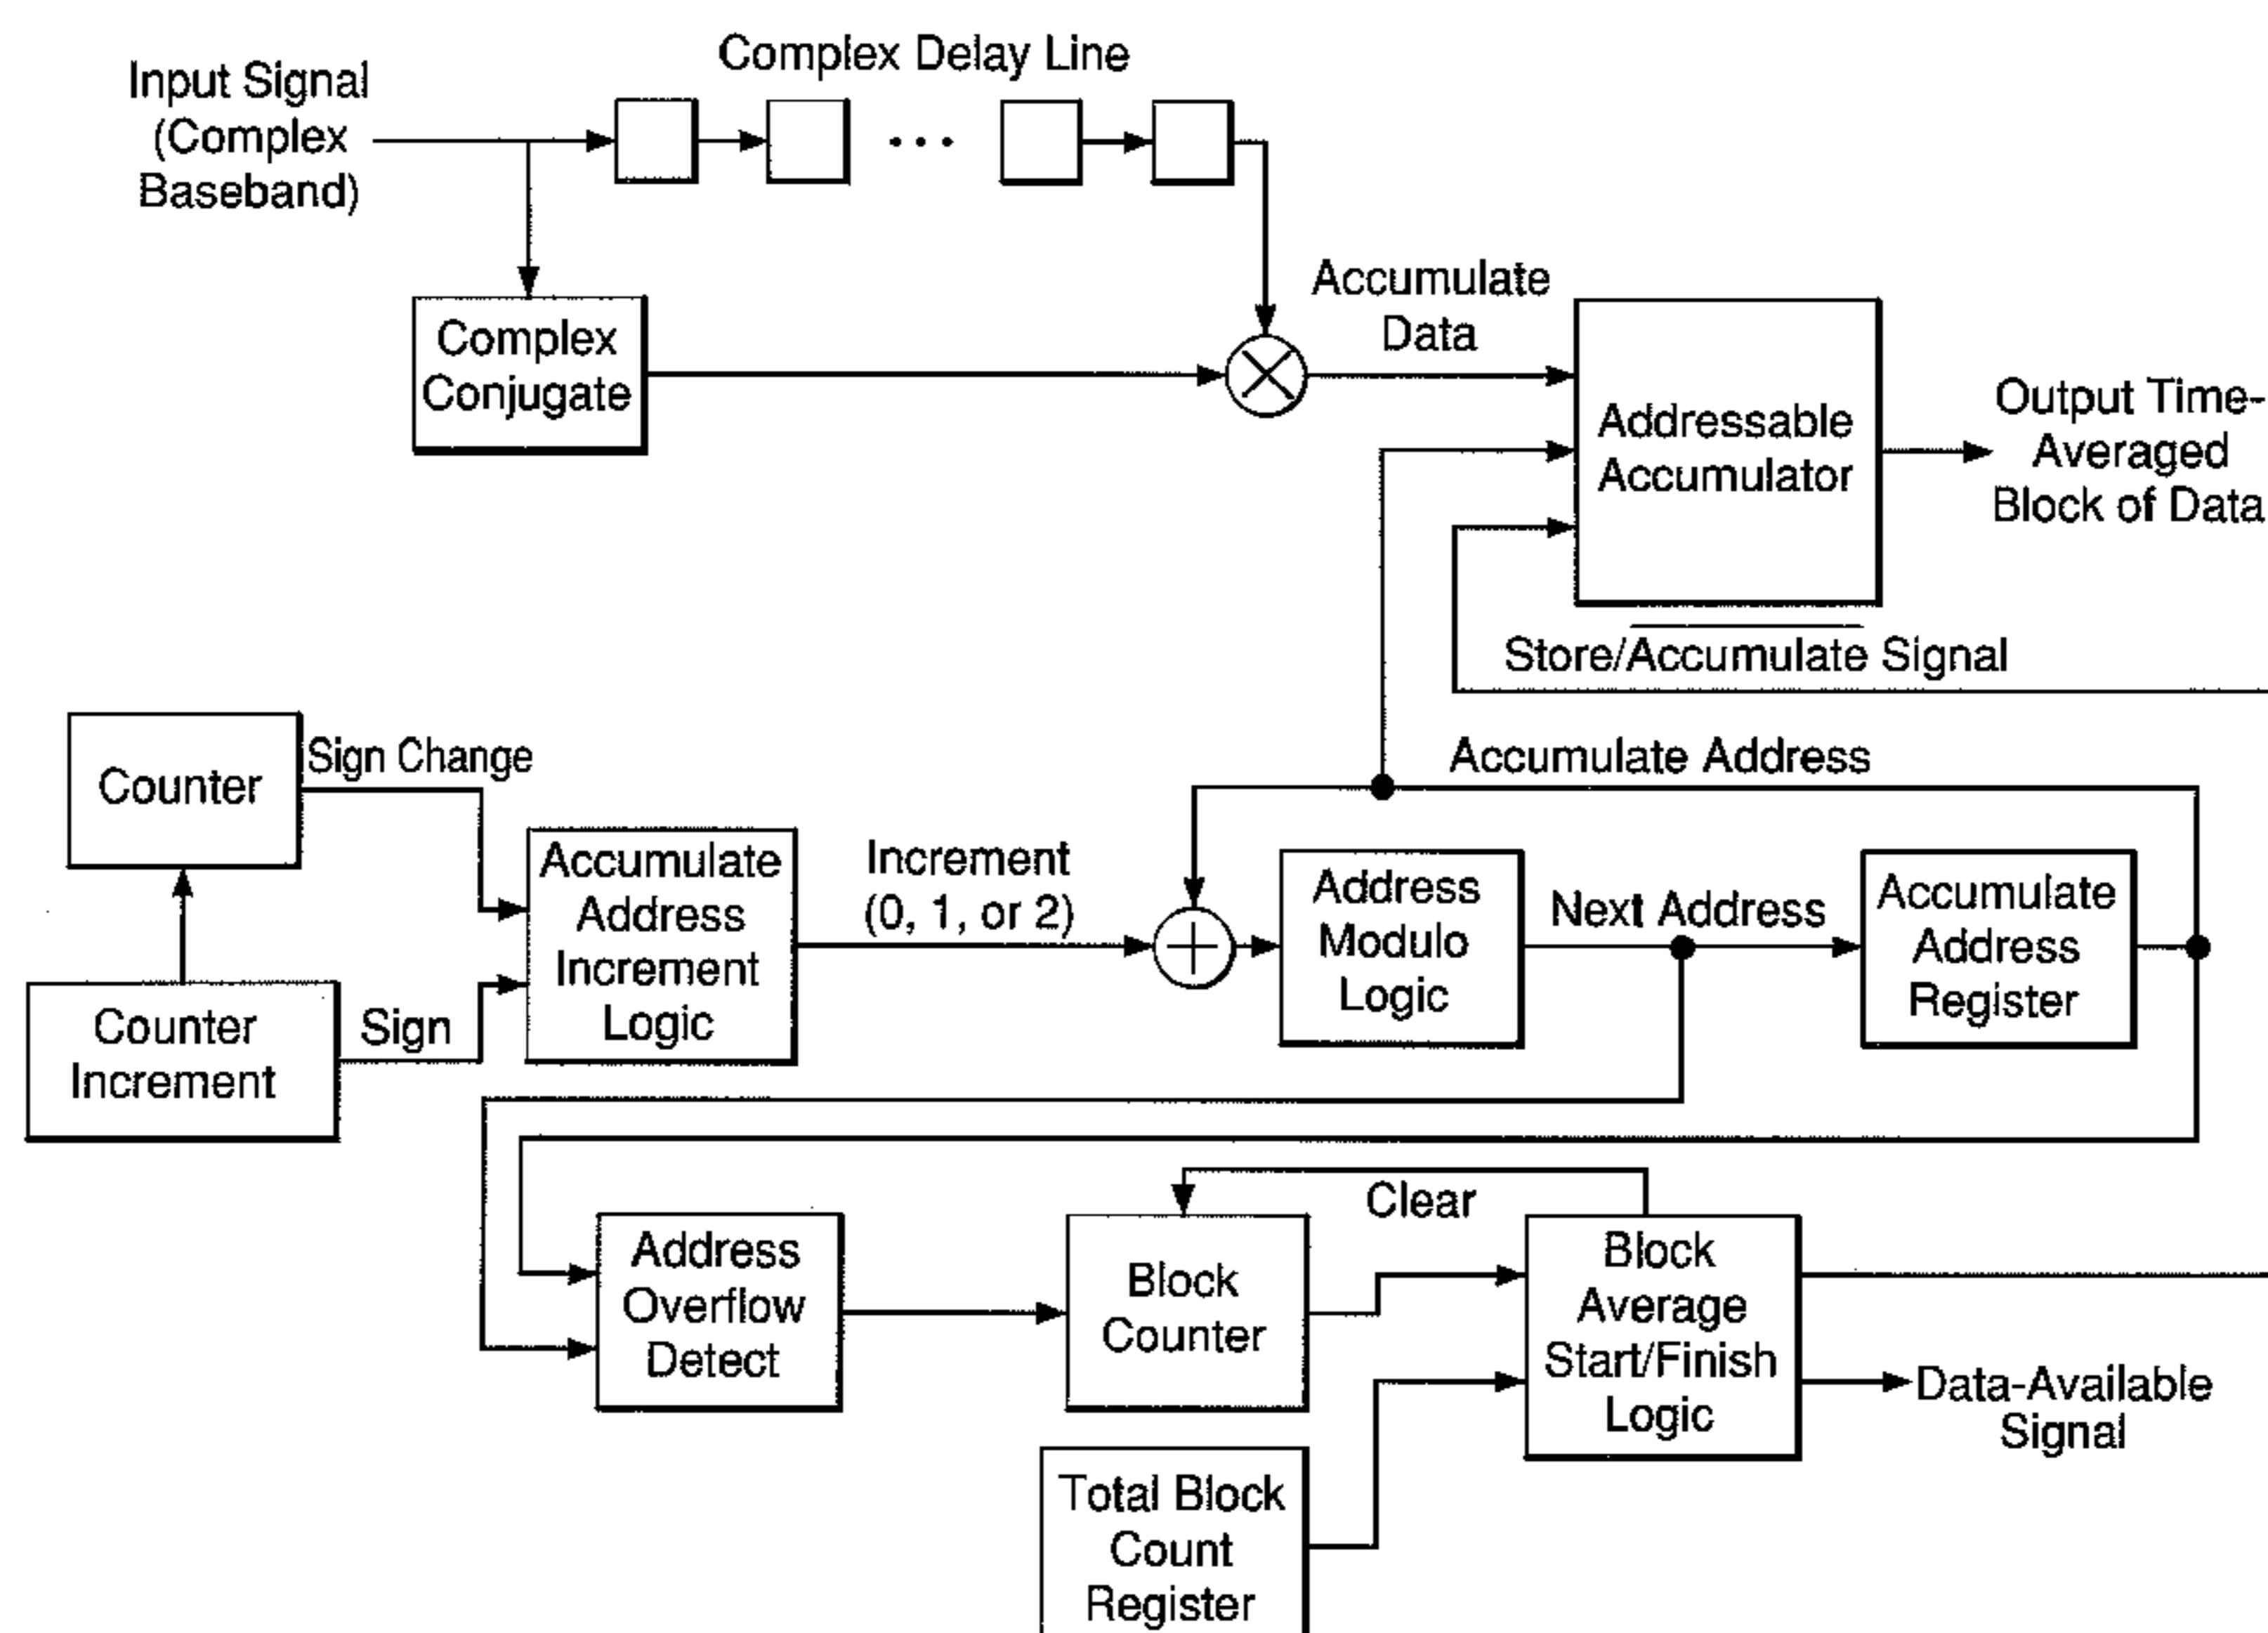 Complex Delay Line
Input Signal
(Complex
Baseband)
Complex
Conjugate
Accumulate
Data
Addressable
Accumulator
Output Time-
Averaged
Block of Data
Store/Accumulate Signal
Counter
Sign Change
Accumulate Address
Accumulate
Address
Increment
Logic
Increment
(0, 1, or 2)
Address
Modulo
Logic
Next Address
Accumulate
Address
Register
Counter
Increment
Sign
Clear
Address
Overflow
Detect
Block
Counter
Block
Average
Start/Finish
Logic
Data-Available
Signal
Total Block
Count
Register